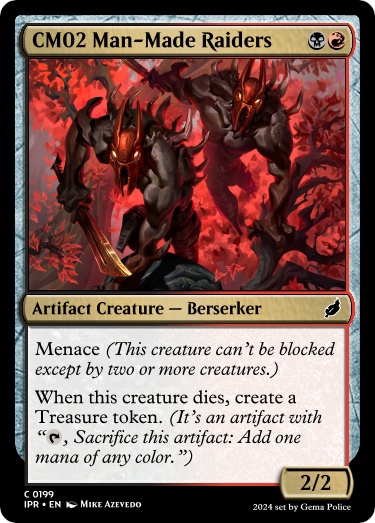 CM02 Man-Made Raiders
Artifact Creature — Berserker
Menace (This creature can't be blocked
except by two or more creatures.)
When this creature dies, create a
Treasure token. (It's an artifact with
“, Sacrifice this artifact: Add one
mana of any color.”)
2/2
C 0199
IPR • EN Mike Azevedo
2024 set by Gema Police